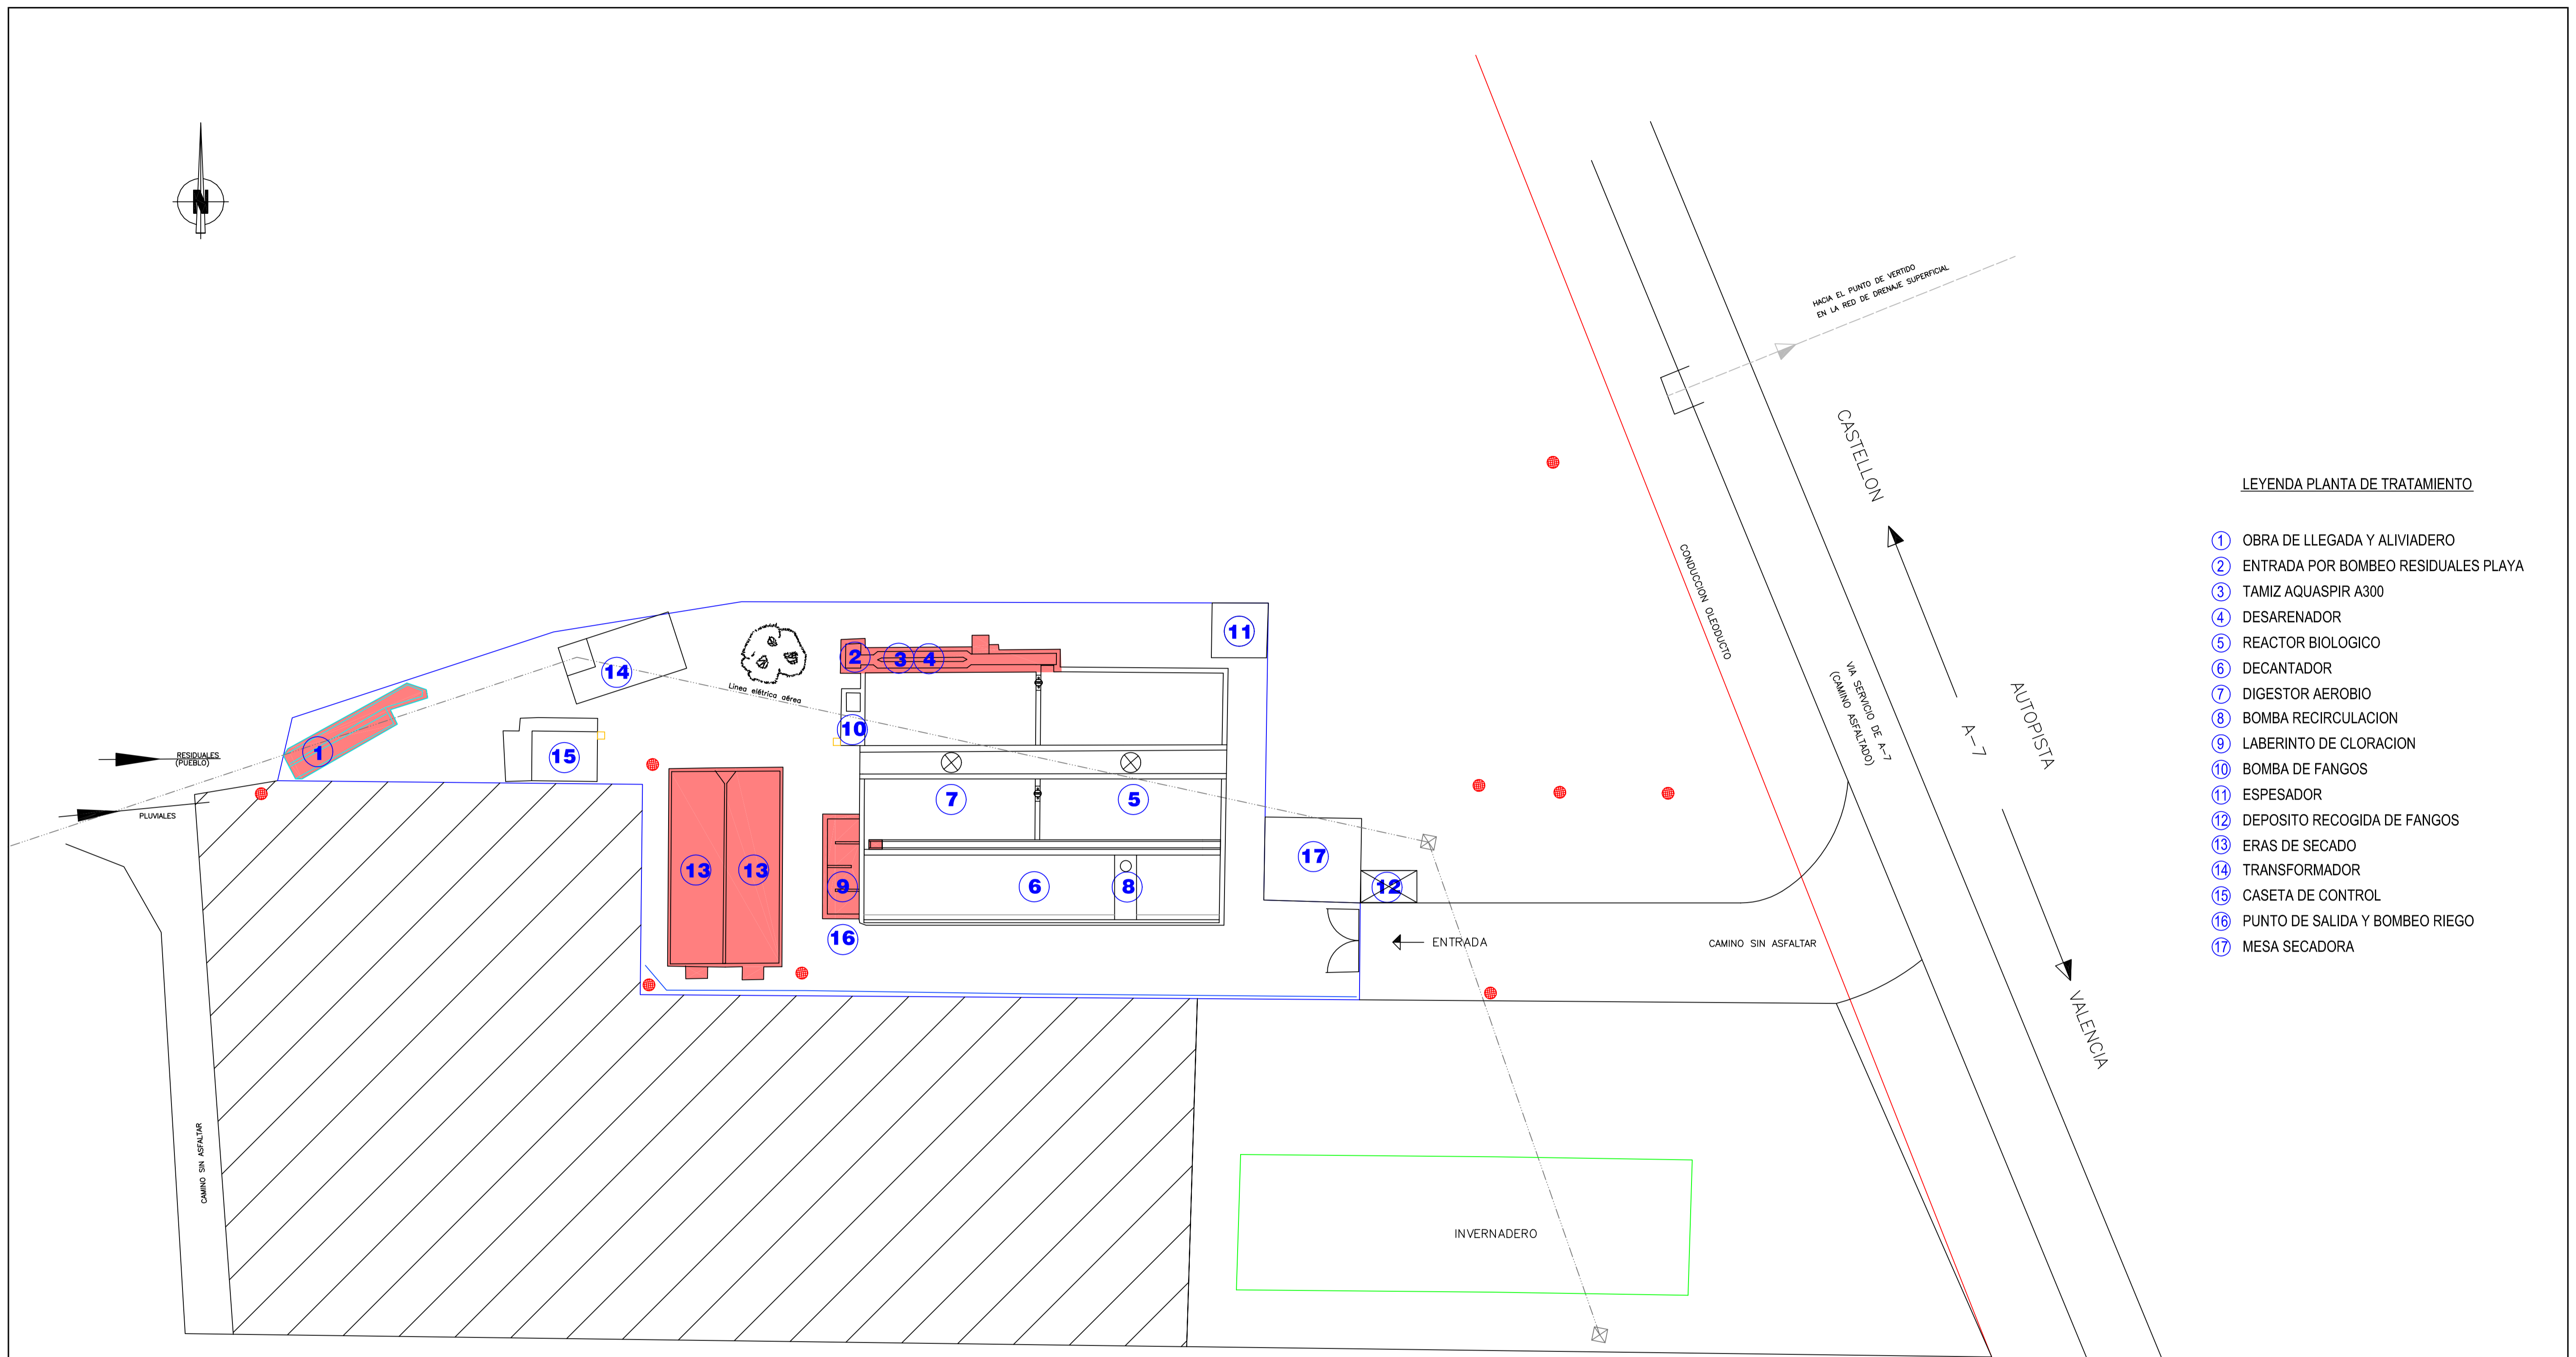 N
HACIA EL PUNTO DE VERTIDO
EN LA RED DE DRENAJE SUPERFICIAL
CASTELLON
A-7
AUTOPISTA
VALENCIA
CONDUCCION OLEODUCTO
VIA SERVICIO DE A-7
(CAMINO ASFALTADO)
LEYENDA PLANTA DE TRATAMIENTO
1 OBRA DE LLEGADA Y ALIVIADERO
2 ENTRADA POR BOMBEO RESIDUALES PLAYA
3 TAMIZ AQUASPIR A300
4 DESARENADOR
5 REACTOR BIOLOGICO
6 DECANTADOR
7 DIGESTOR AEROBIO
8 BOMBA RECIRCULACION
9 LABERINTO DE CLORACION
10 BOMBA DE FANGOS
11 ESPESADOR
12 DEPOSITO RECOGIDA DE FANGOS
13 ERAS DE SECADO
14 TRANSFORMADOR
15 CASETA DE CONTROL
16 PUNTO DE SALIDA Y BOMBEO RIEGO
17 MESA SECADORA
11
2
3
4
14
Linea elétrica aérea
10
1
15
RESIDUALES
(PUEBLO)
PLUVIALES
7
5
13
13
9
6
8
17
12
16
ENTRADA
CAMINO SIN ASFALTAR
CAMINO SIN ASFALTAR
INVERNADERO